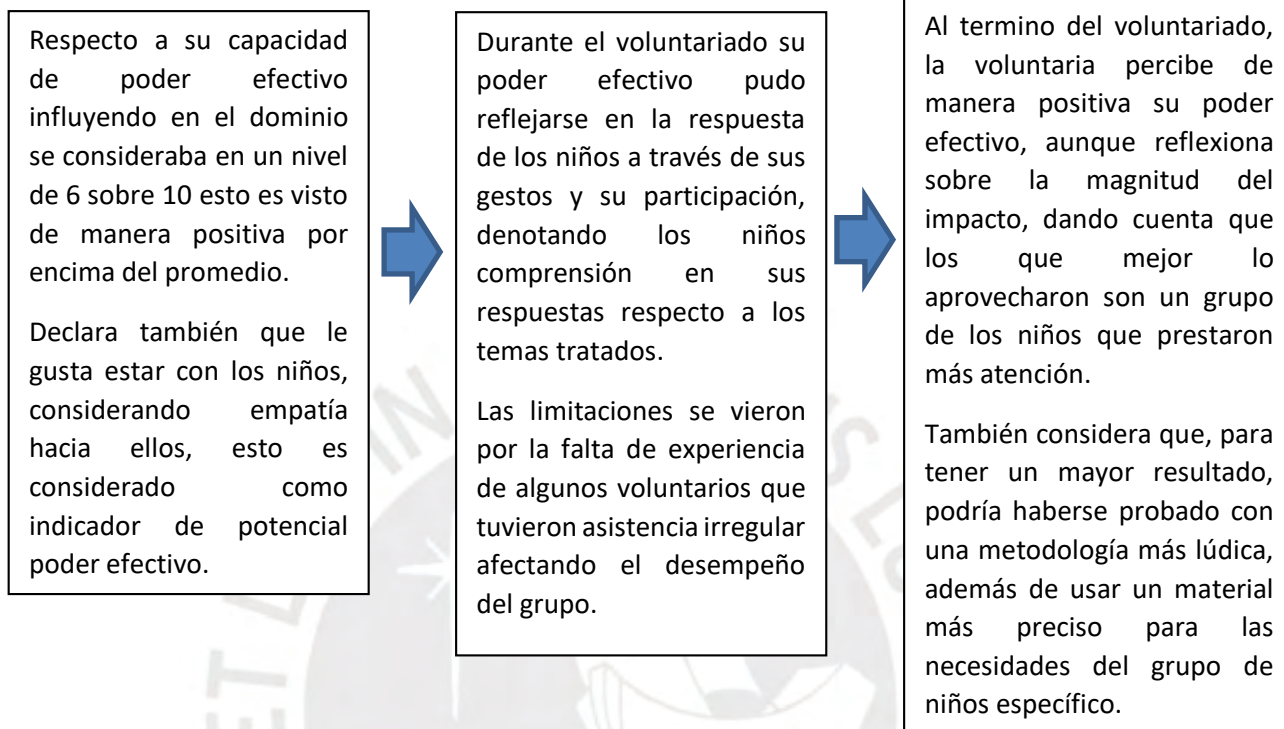 Respecto a su capacidad
de poder efectivo
influyendo en el dominio
se consideraba en un nivel
de 6 sobre 10 esto es visto
de manera positiva por
encima del promedio.
Declara también que le
gusta estar con los niños,
considerando empatía
hacia ellos, esto es
considerado como
indicador de potencial
poder efectivo.
Durante el voluntariado su
poder efectivo pudo
reflejarse en la respuesta
de los niños a través de sus
gestos y su participación,
denotando los niños
comprensión en sus
respuestas respecto a los
temas tratados.
Las limitaciones se vieron
por la falta de experiencia
de algunos voluntarios que
tuvieron asistencia irregular
afectando el desempeño
del grupo.
Al termino del voluntariado,
la voluntaria percibe de
manera positiva su poder
efectivo, aunque reflexiona
sobre la magnitud del
impacto, dando cuenta que
los que mejor lo
aprovecharon son un grupo
de los niños que prestaron
más atención.
También considera que, para
tener un mayor resultado,
podría haberse probado con
una metodología más lúdica,
además de usar un material
más preciso para las
necesidades del grupo de
niños específico.